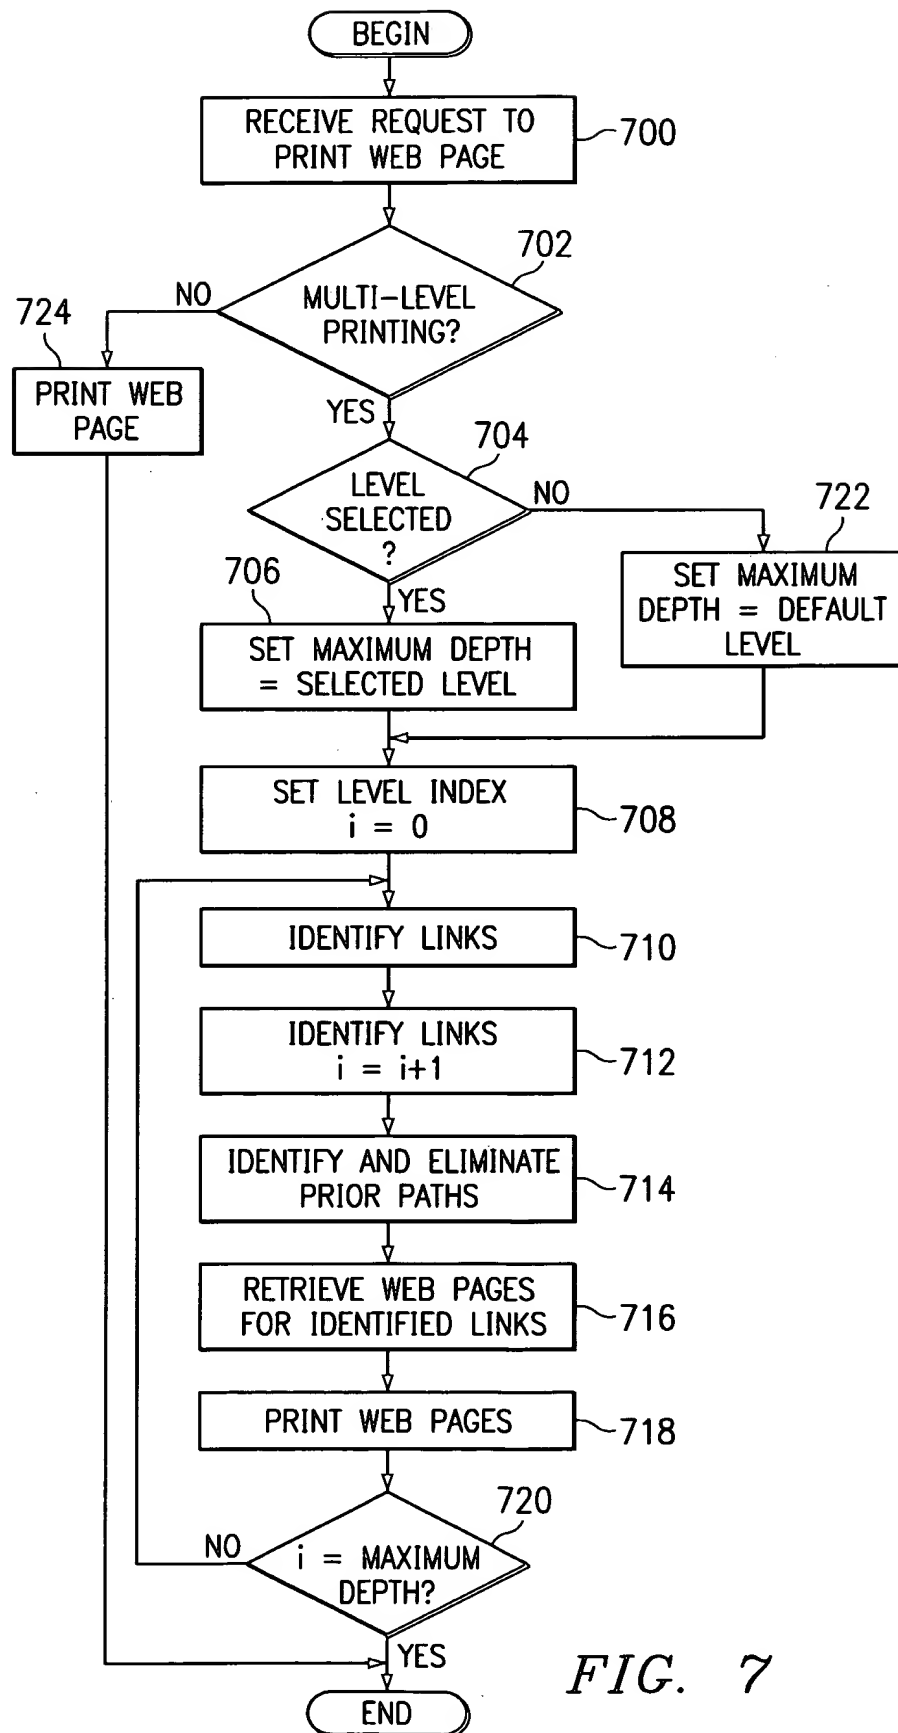 BEGIN
RECEIVE REQUEST TO
PRINT WEB PAGE
700
702
MULTI-LEVEL
PRINTING?
NO
724
PRINT WEB
PAGE
YES
704
LEVEL
SELECTED
?
NO
722
SET MAXIMUM
DEPTH = DEFAULT
LEVEL
706
YES
SET MAXIMUM DEPTH
= SELECTED LEVEL
SET LEVEL INDEX
i = 0
708
IDENTIFY LINKS
710
IDENTIFY LINKS
i = i+1
712
IDENTIFY AND ELIMINATE
PRIOR PATHS
714
RETRIEVE WEB PAGES
FOR IDENTIFIED LINKS
716
PRINT WEB PAGES
718
720
NO
i = MAXIMUM
DEPTH?
YES
END
FIG. 7